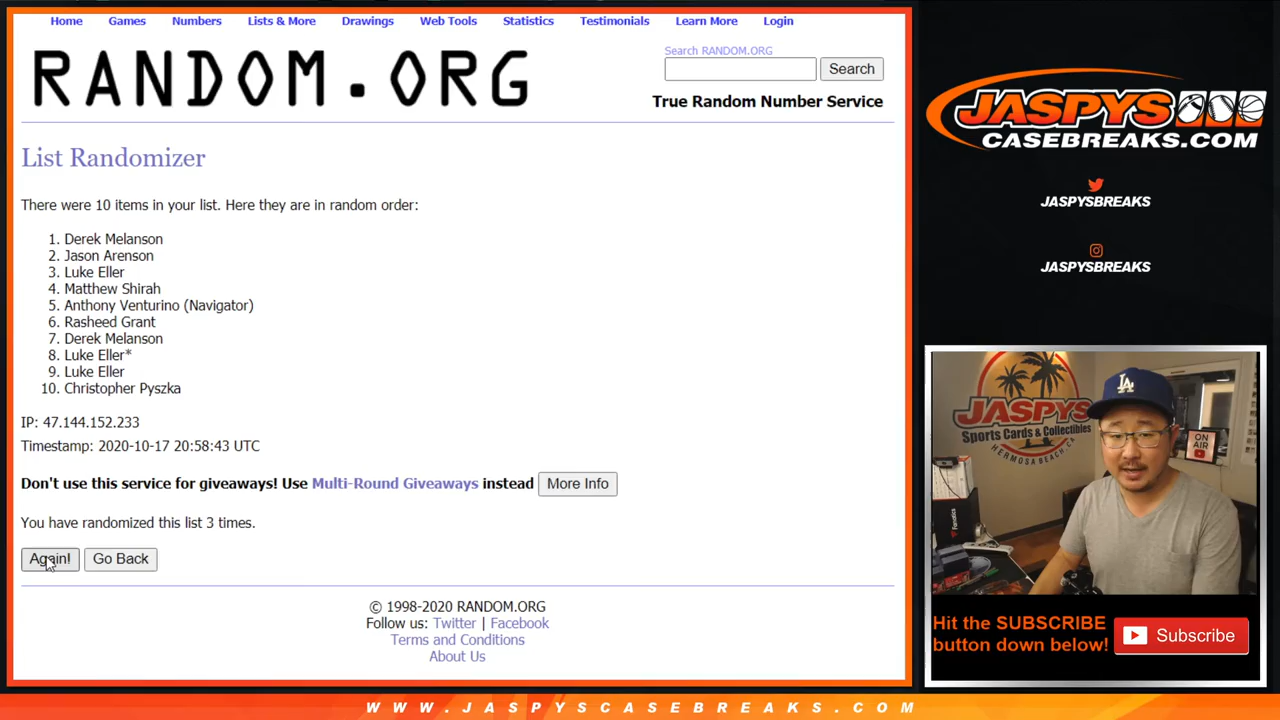 Home Games Numbers Lists & More Drawings Web Tools Statistics Testimonials Learn More Login
RANDOM.ORG
Search RANDOM.ORG
Search
True Random Number Service
List Randomizer
There were 10 items in your list. Here they are in random order:
1. Derek Melanson
2. Jason Arenson
3. Luke Eller
4. Matthew Shirah
5. Anthony Venturino (Navigator)
6. Rasheed Grant
7. Derek Melanson
8. Luke Eller*
9. Luke Eller
10. Christopher Pyszka
IP: 47.144.152.233
Timestamp: 2020-10-17 20:58:43 UTC
Don't use this service for giveaways! Use Multi-Round Giveaways instead More Info
You have randomized this list 3 times.
Again! Go Back
© 1998-2020 RANDOM.ORG
Follow us: Twitter | Facebook
Terms and Conditions
About Us
JASPYS
CASEBREAKS.COM
JASPYSBREAKS
JASPYSBREAKS
JASPYS
Sports Cards & Collectibles
HERMOSA BEACH, CA
LA
ON AIR
Fanatics
Hit the SUBSCRIBE
button down below!
Subscribe
WWW.JASPYSCASEBREAKS.COM